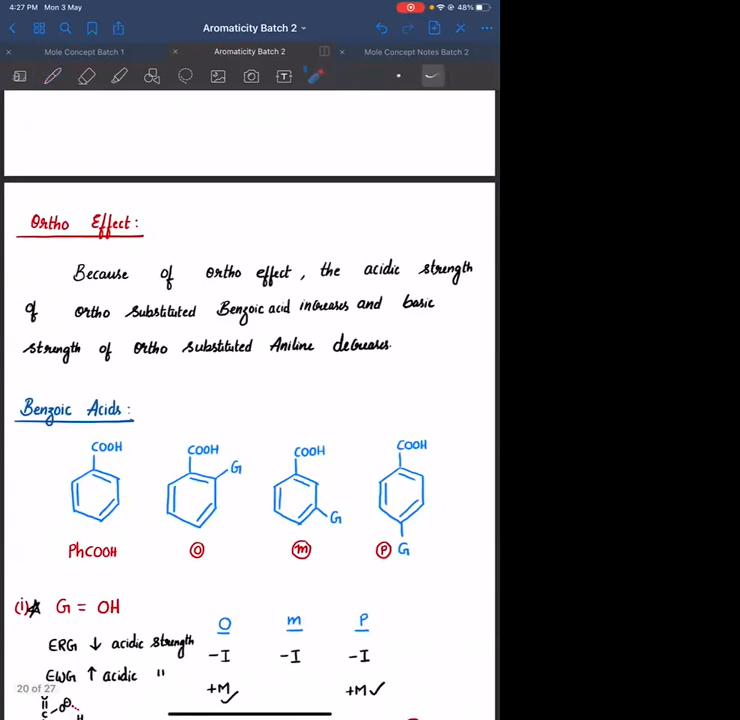 4:27 PM Mon 3 May
48%
Aromaticity Batch 2
Mole Concept Batch 1
Aromaticity Batch 2
Mole Concept Notes Batch 2
Ortho Effect:
Because of ortho effect, the acidic strength
of ortho substituted Benzoic acid increases and basic
strength of ortho substituted Aniline decreases.
Benzoic Acids:
COOH COOH G COOH G COOH G
PhCOOH o m p
(i) G = OH
O m P
ERG ↓ acidic strength
-I -I -I
EWG ↑ acidic "
+M ✓ +M ✓
20 of 27